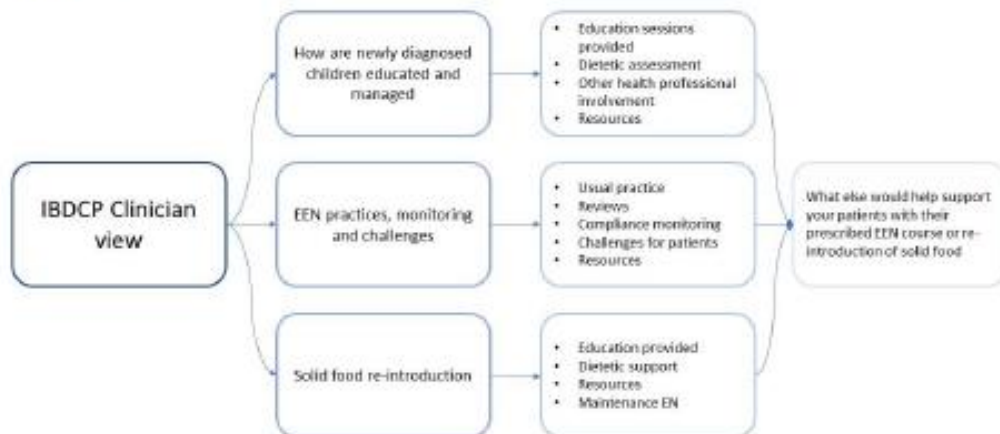 IBDCP Clinician
view
How are newly diagnosed
children educated and
managed
• Education sessions
provided
• Dietetic assessment
• Other health professional
involvement
• Resources
EEN practices, monitoring
and challenges
• Usual practice
• Reviews
• Compliance monitoring
• Challenges for patients
• Resources
Solid food re-introduction
• Education provided
• Dietetic support
• Resources
• Maintenance EN
What else would help support
your patients with their
prescribed EEN course or re-
introduction of solid food